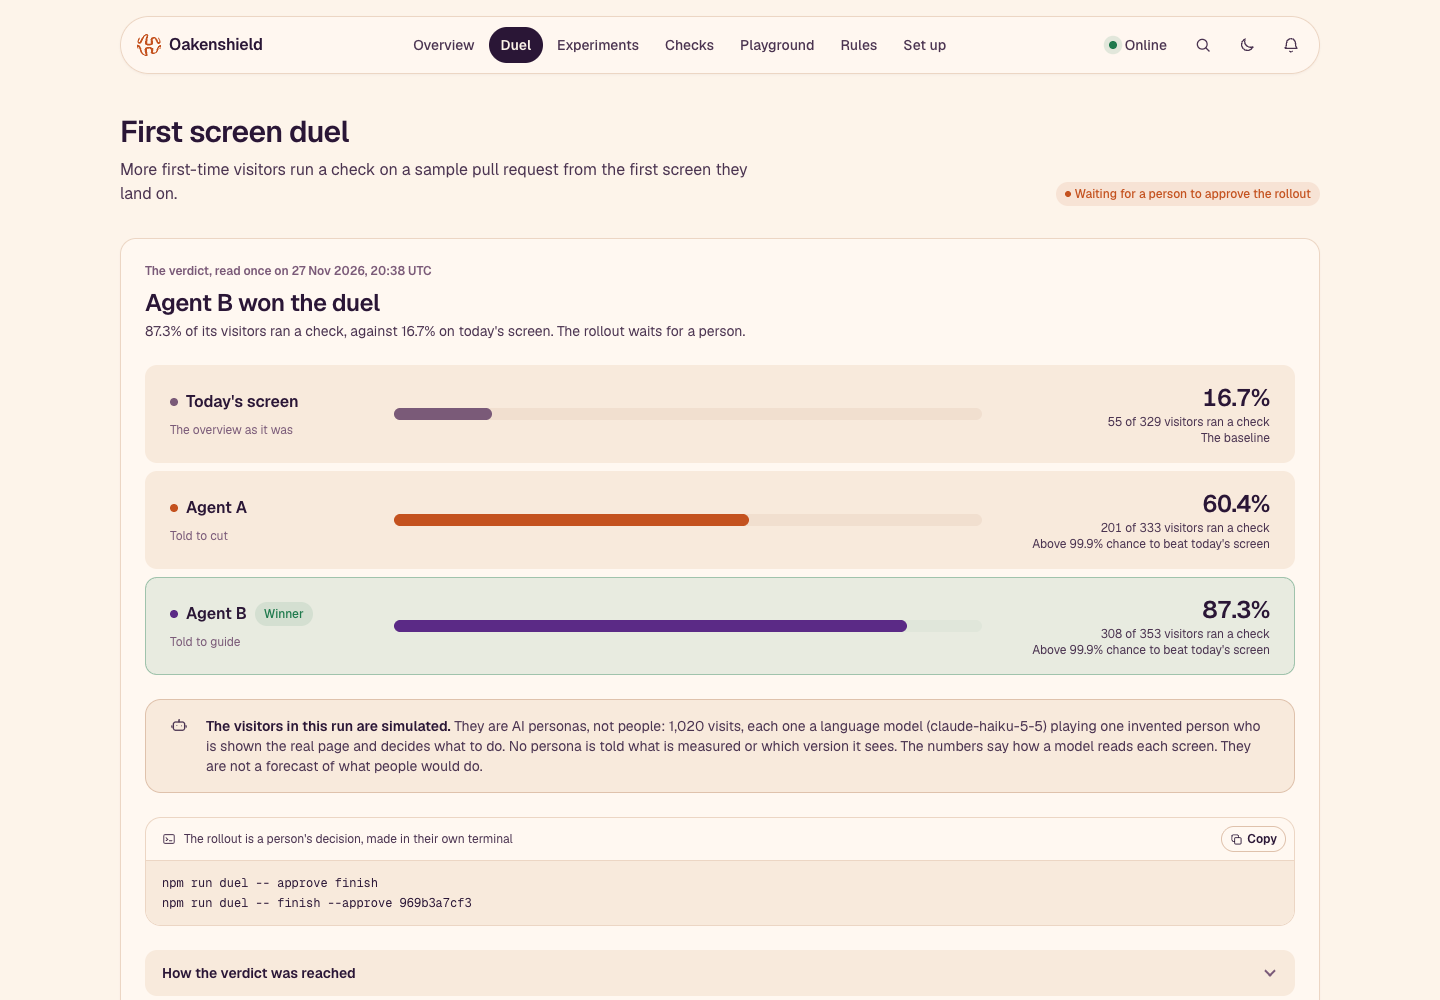 Oakenshield
Overview
Duel
Experiments
Checks
Playground
Rules
Set up
Online
First screen duel
More first-time visitors run a check on a sample pull request from the first screen they
land on.
Waiting for a person to approve the rollout
The verdict, read once on 27 Nov 2026, 20:38 UTC
Agent B won the duel
87.3% of its visitors ran a check, against 16.7% on today's screen. The rollout waits for a person.
Today's screen
The overview as it was
16.7%
55 of 329 visitors ran a check
The baseline
Agent A
Told to cut
60.4%
201 of 333 visitors ran a check
Above 99.9% chance to beat today's screen
Agent B
Winner
Told to guide
87.3%
308 of 353 visitors ran a check
Above 99.9% chance to beat today's screen
The visitors in this run are simulated. They are AI personas, not people: 1,020 visits, each one a language model (claude-haiku-5-5) playing one invented person who
is shown the real page and decides what to do. No persona is told what is measured or which version it sees. The numbers say how a model reads each screen. They
are not a forecast of what people would do.
The rollout is a person's decision, made in their own terminal
Copy
npm run duel -- approve finish
npm run duel -- finish --approve 969b3a7cf3
How the verdict was reached